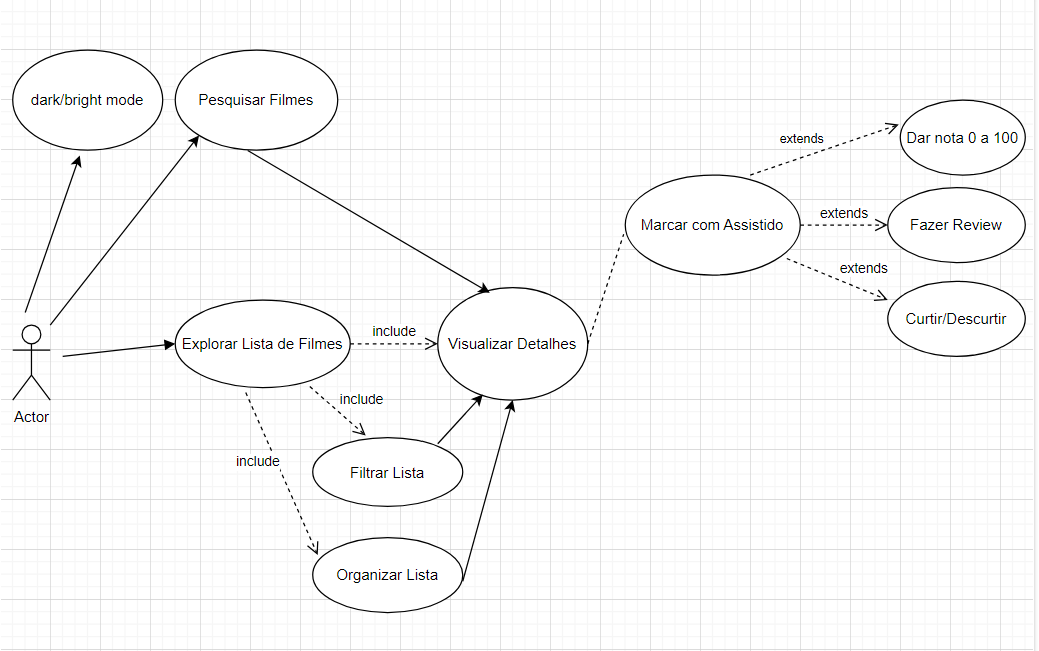 dark/bright mode
Pesquisar Filmes
extends
Dar nota 0 a 100
Marcar com Assistido
extends
Fazer Review
extends
Curtir/Descurtir
Explorar Lista de Filmes
include
Visualizar Detalhes
Actor
include
include
Filtrar Lista
Organizar Lista